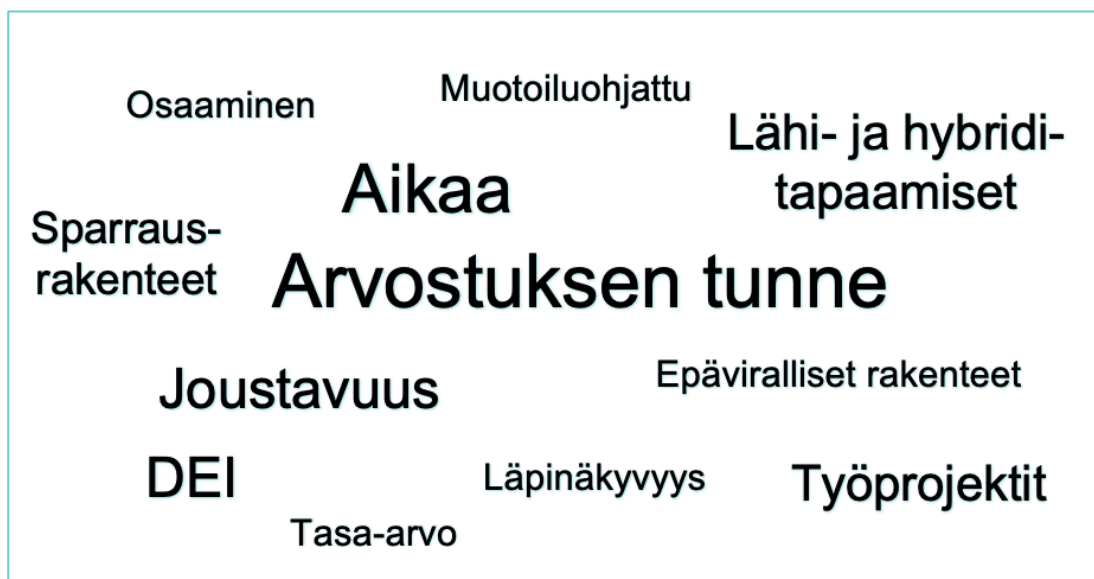 Osaaminen
Muotoiluohjattu
Lähi- ja hybridi-
tapaamiset
Aikaa
Sparraus-
rakenteet
Arvostuksen tunne
Joustavuus
Epäviralliset rakenteet
DEI
Läpinäkyvyys
Työprojektit
Tasa-arvo